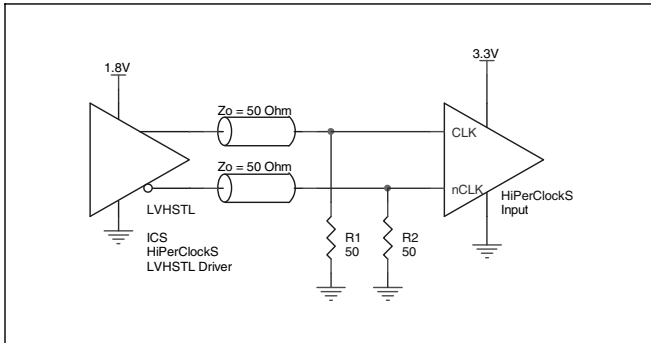 1.8V
3.3V
Zo = 50 Ohm
CLK
Zo = 50 Ohm
nCLK
HiPerClockS
Input
LVHSTL
ICS
HiPerClockS
LVHSTL Driver
R1
50
R2
50